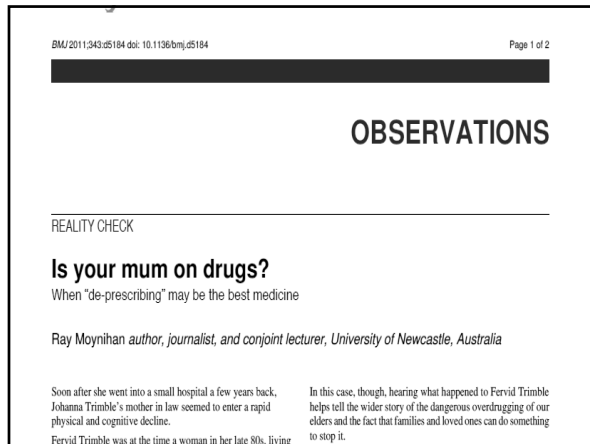 BMJ 2011;343:d5184 doi: 10.1136/bmj.d5184
Page 1 of 2
OBSERVATIONS
REALITY CHECK
Is your mum on drugs?
When “de-prescribing” may be the best medicine
Ray Moynihan author, journalist, and conjoint lecturer, University of Newcastle, Australia
Soon after she went into a small hospital a few years back,
Johanna Trimble’s mother in law seemed to enter a rapid
physical and cognitive decline.
Fervid Trimble was at the time a woman in her late 80s, living
In this case, though, hearing what happened to Fervid Trimble
helps tell the wider story of the dangerous overdrugging of our
elders and the fact that families and loved ones can do something
to stop it.